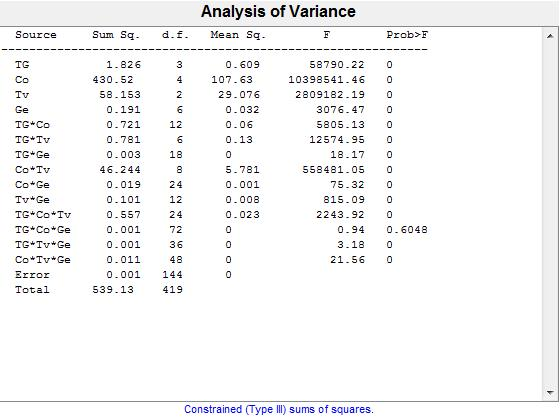 Analysis of Variance
Source Sum Sq. d.f. Mean Sq. F Prob>F
TG 1.826 3 0.609 58790.22 0
Co 430.52 4 107.63 10398541.46 0
Tv 58.153 2 29.076 2809182.19 0
Ge 0.191 6 0.032 3076.47 0
TG*Co 0.721 12 0.06 5805.13 0
TG*Tv 0.781 6 0.13 12574.95 0
TG*Ge 0.003 18 0 18.17 0
Co*Tv 46.244 8 5.781 558481.05 0
Co*Ge 0.019 24 0.001 75.32 0
Tv*Ge 0.101 12 0.008 815.09 0
TG*Co*Tv 0.557 24 0.023 2243.92 0
TG*Co*Ge 0.001 72 0 0.94 0.6048
TG*Tv*Ge 0.001 36 0 3.18 0
Co*Tv*Ge 0.011 48 0 21.56 0
Error 0.001 144 0
Total 539.13 419
Constrained (Type III) sums of squares.